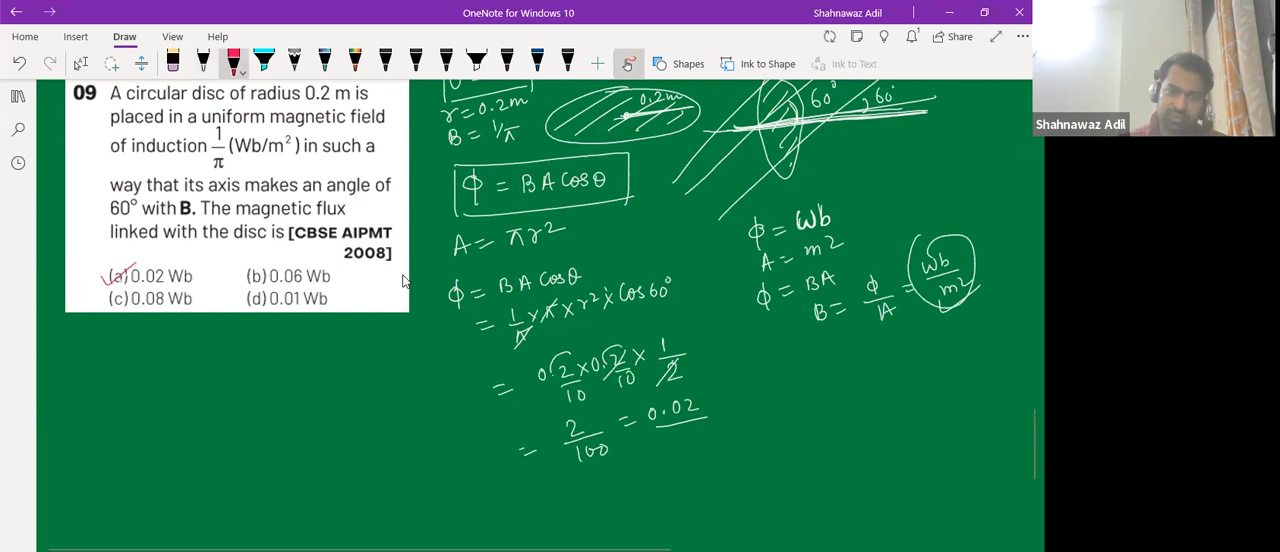 OneNote for Windows 10
Shahnawaz Adil
Home Insert Draw View Help
Share
Shapes Ink to Shape Ink to Text
09 A circular disc of radius 0.2 m is
placed in a uniform magnetic field
of induction 1/π (Wb/m²) in such a
way that its axis makes an angle of
60° with B. The magnetic flux
linked with the disc is [CBSE AIPMT
2008]
(a) 0.02 Wb (b) 0.06 Wb
(c) 0.08 Wb (d) 0.01 Wb
r = 0.2m
B = 1/π
0.2m
60° 60°
ϕ = BA cosθ
A = πr²
ϕ = BA cosθ
= 1/π × π × r² × cos60°
= 0.2/10 × 0.2/10 × 1/2
= 2/100 = 0.02
ϕ = Wb
A = m²
ϕ = BA
B = ϕ/A = Wb/m²
Shahnawaz Adil